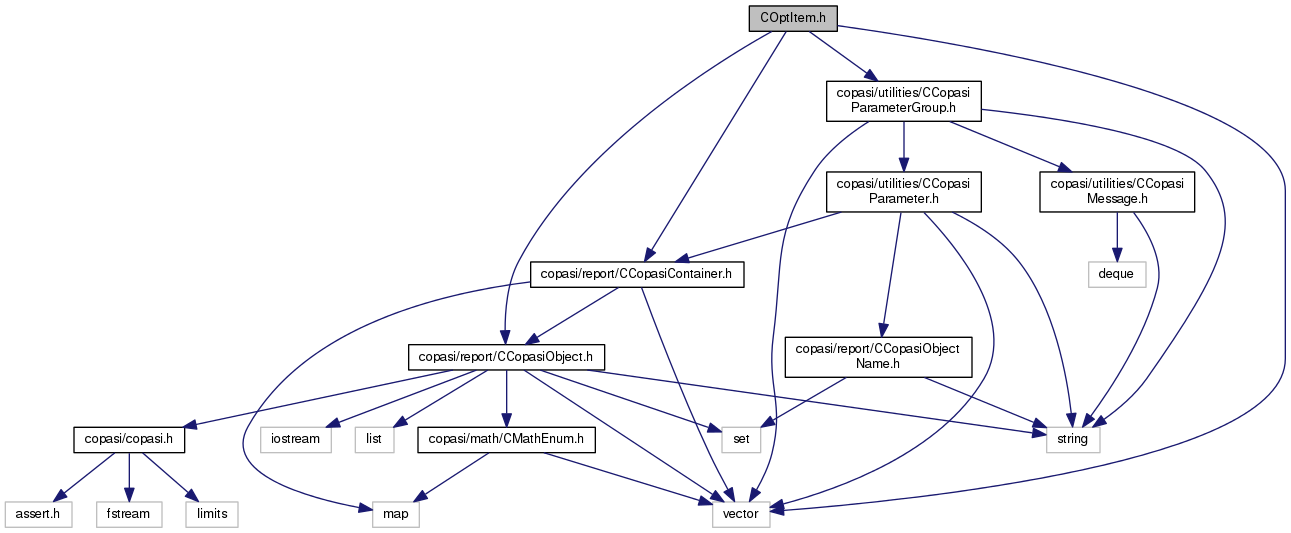 COptItem.h
copasi/utilities/CCopasi
ParameterGroup.h
copasi/utilities/CCopasi
Parameter.h
copasi/utilities/CCopasi
Message.h
copasi/report/CCopasiContainer.h
deque
copasi/report/CCopasiObject.h
copasi/report/CCopasiObject
Name.h
copasi/copasi.h
iostream
list
copasi/math/CMathEnum.h
set
string
assert.h
fstream
limits
map
vector